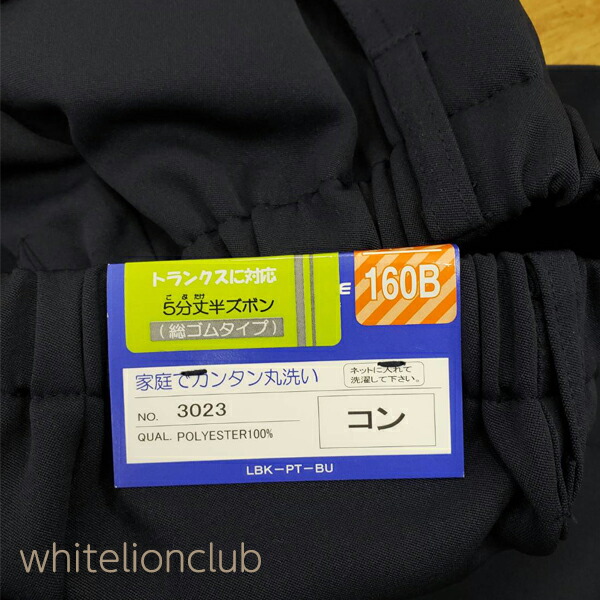 トランクスに対応
ごぶたけ
5分丈半ズボン
(総ゴムタイプ)
E
160B
家庭でカンタン丸洗い
ネットに入れて
洗濯して下さい。
NO. 3023
QUAL. POLYESTER100%
コン
LBK-PT-BU
whitelionclub